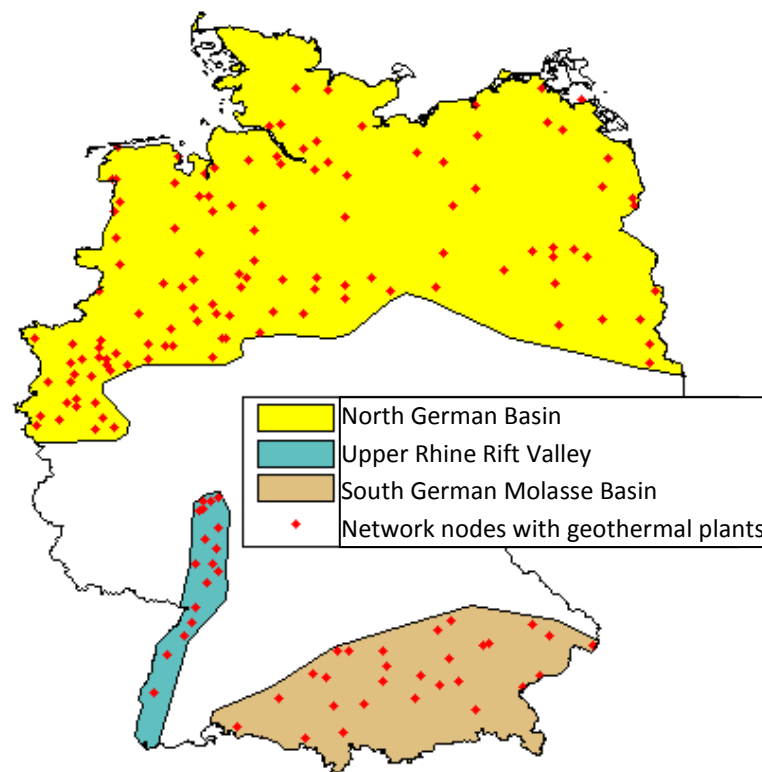 North German Basin
Upper Rhine Rift Valley
South German Molasse Basin
Network nodes with geothermal plants